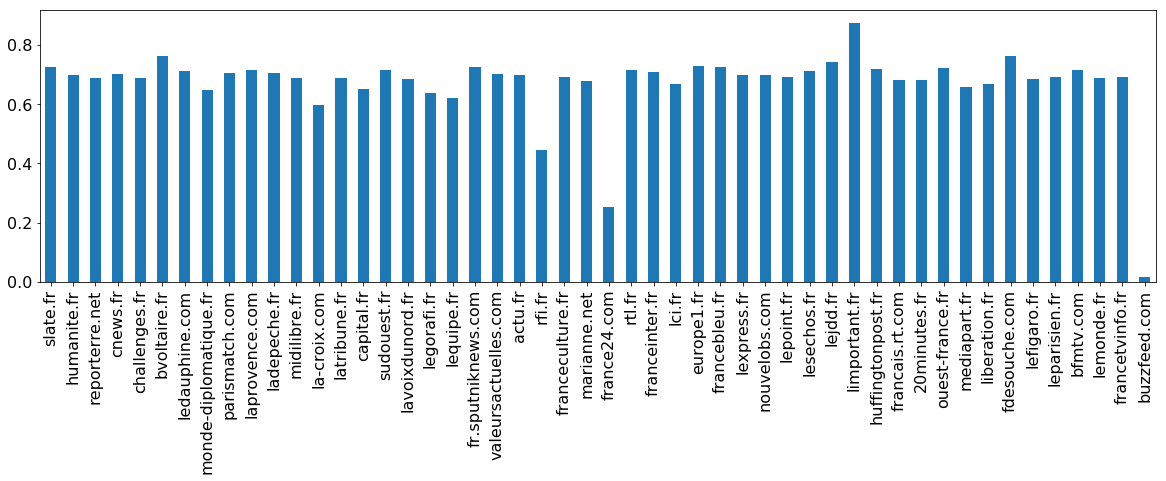 0.8
0.6
0.4
0.2
0.0
slate.fr
humanite.fr
reporterre.net
cnews.fr
challenges.fr
bvoltaire.fr
ledauphine.com
monde-diplomatique.fr
parismatch.com
laprovence.com
ladepeche.fr
midilibre.fr
la-croix.com
latribune.fr
capital.fr
sudouest.fr
lavoixdunord.fr
legorafi.fr
lequipe.fr
fr.sputniknews.com
valeursactuelles.com
actu.fr
rfi.fr
franceculture.fr
marianne.net
france24.com
rtl.fr
franceinter.fr
lci.fr
europe1.fr
francebleu.fr
lexpress.fr
nouvelobs.com
lepoint.fr
lesechos.fr
lejdd.fr
limportant.fr
huffingtonpost.fr
francais.rt.com
20minutes.fr
ouest-france.fr
mediapart.fr
liberation.fr
fdesouche.com
lefigaro.fr
leparisien.fr
bfmtv.com
lemonde.fr
francetvinfo.fr
buzzfeed.com